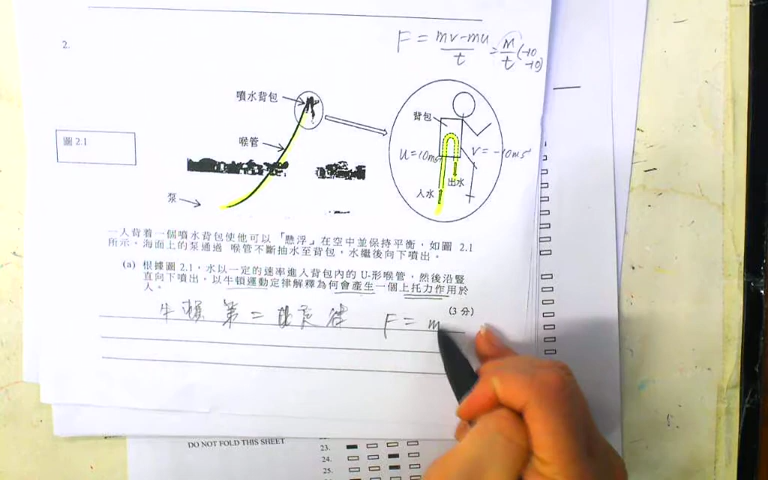 F = mv-mu/t = m/t (-10
-10)
2.
噴水背包
背包
圖 2.1
喉管
U=10ms
V=-10ms⁻¹
出水
入水
泵
一人背着一個噴水背包使他可以「懸浮」在空中並保持平衡,如圖 2.1
所示。海面上的泵通過 喉管不斷抽水至背包,水繼後向下噴出。
(a) 根據圖 2.1,水以一定的速率進入背包內的 U-形喉管,然後沿豎
直向下噴出。以牛頓運動定律解釋為何會產生一個上托力作用於
人。
(3 分)
牛頓第二定律 F = m
DO NOT FOLD THIS SHEET
23.
24.
25.
26.